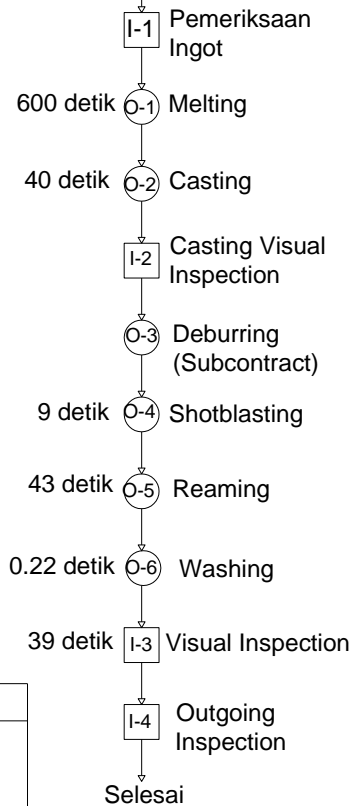 I-1 Pemeriksaan
Ingot
600 detik O-1 Melting
40 detik O-2 Casting
I-2 Casting Visual
Inspection
O-3 Deburring
(Subcontract)
9 detik O-4 Shotblasting
43 detik O-5 Reaming
0.22 detik O-6 Washing
39 detik I-3 Visual Inspection
I-4 Outgoing
Inspection
Selesai